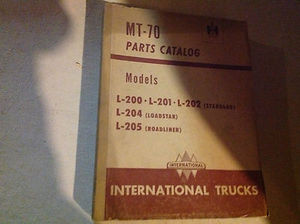 MT-70
PARTS CATALOG
Models
L-200 · L-201 · L-202 (STANDARD)
L-204 (LOADSTAR)
L-205 (ROADLINER)
INTERNATIONAL
INTERNATIONAL TRUCKS